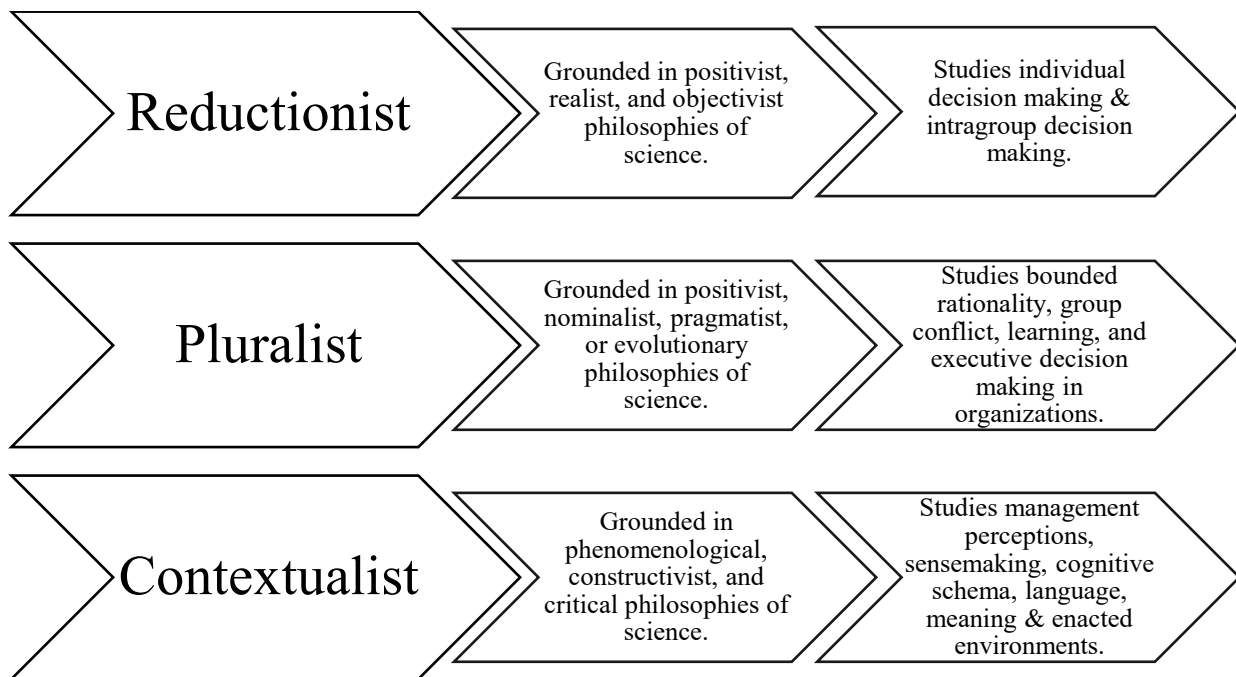 Reductionist
Grounded in positivist,
realist, and objectivist
philosophies of
science.
Studies individual
decision making &
intragroup decision
making.
Pluralist
Grounded in positivist,
nominalist, pragmatist,
or evolutionary
philosophies of
science.
Studies bounded
rationality, group
conflict, learning, and
executive decision
making in
organizations.
Contextualist
Grounded in
phenomenological,
constructivist, and
critical philosophies of
science.
Studies management
perceptions,
sensemaking, cognitive
schema, language,
meaning & enacted
environments.